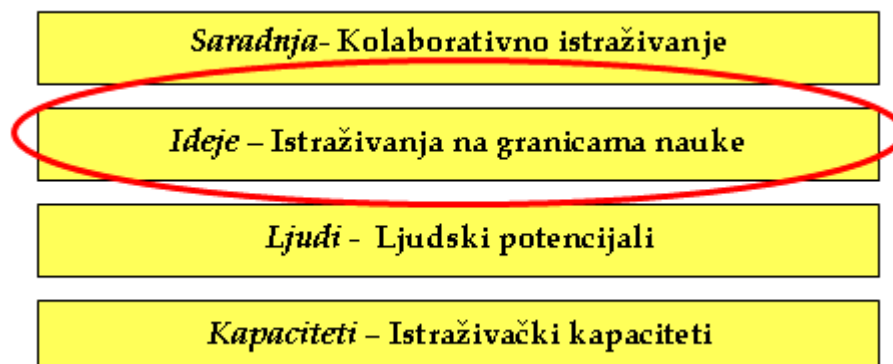 Saradnja- Kolaborativno istraživanje
Ideje – Istraživanja na granicama nauke
Ljudi - Ljudski potencijali
Kapaciteti – Istraživački kapaciteti